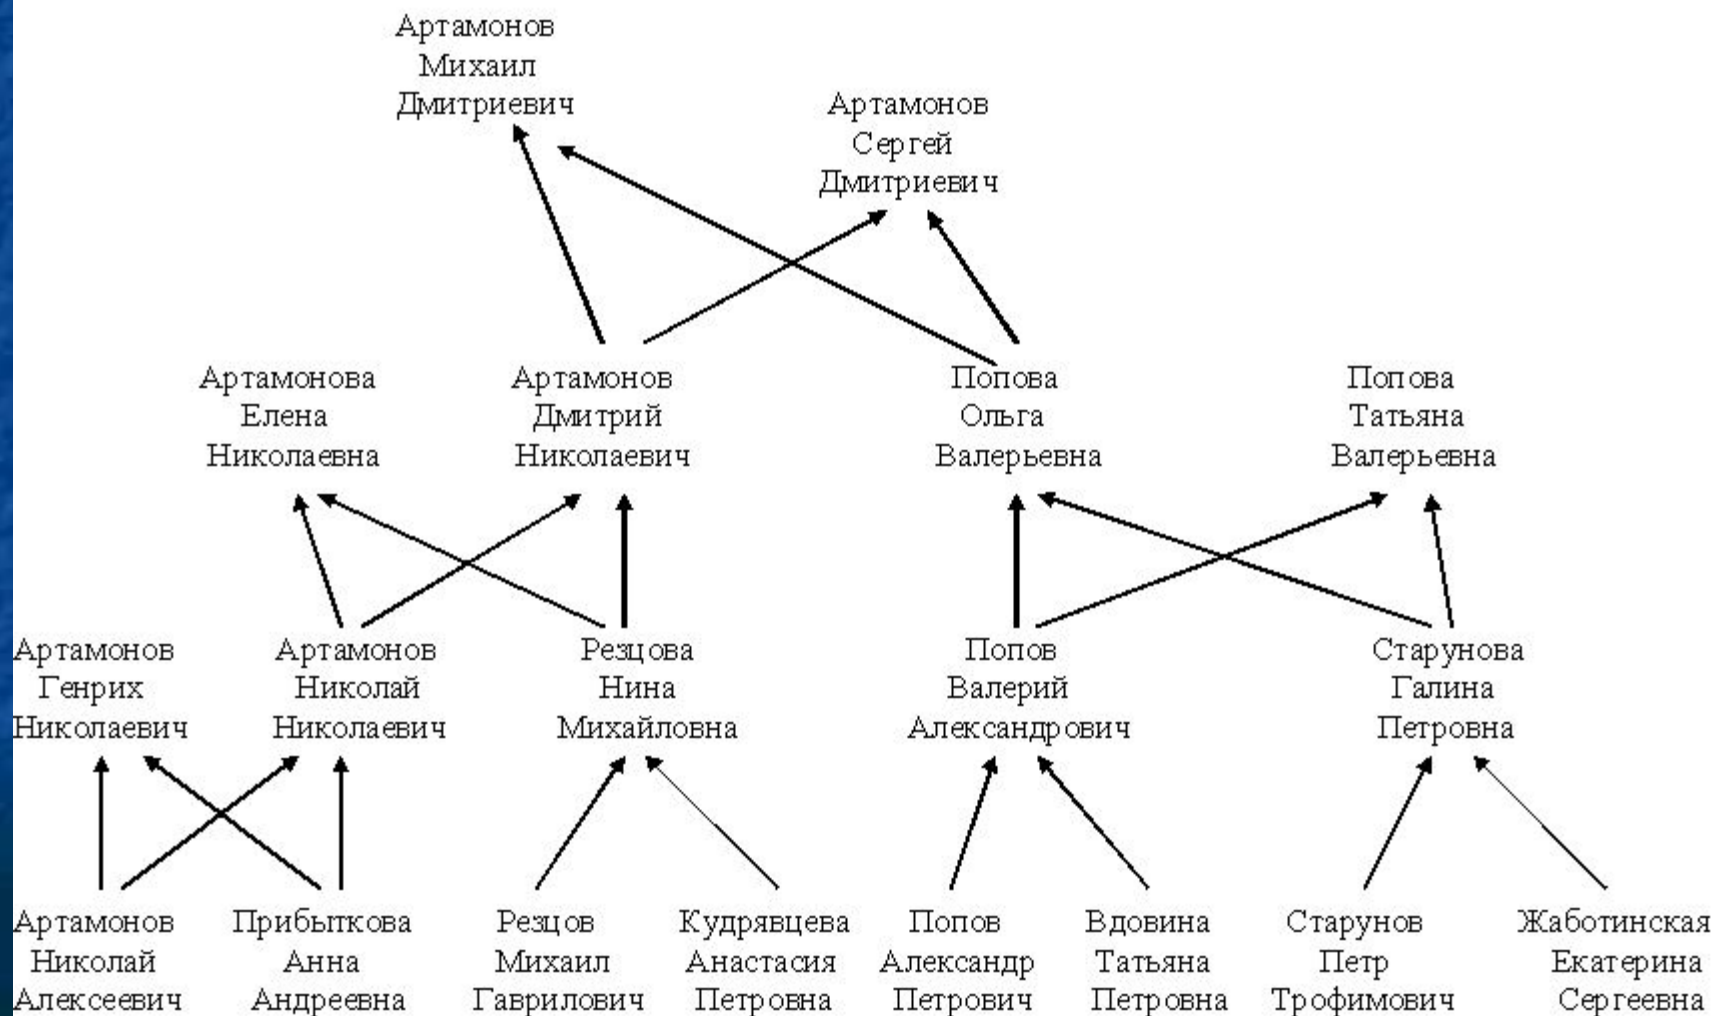 Артамонов
Михаил
Дмитриевич
Артамонов
Сергей
Дмитриевич
Артамонова
Елена
Николаевна
Артамонов
Дмитрий
Николаевич
Попова
Ольга
Валерьевна
Попова
Татьяна
Валерьевна
Артамонов
Генрих
Николаевич
Артамонов
Николай
Николаевич
Резцова
Нина
Михайловна
Попов
Валерий
Александрович
Старунова
Галина
Петровна
Артамонов
Николай
Алексеевич
Прибыткова
Анна
Андреевна
Резцов
Михаил
Гаврилович
Кудрявцева
Анастасия
Петровна
Попов
Александр
Петрович
Вдовина
Татьяна
Петровна
Старунов
Петр
Трофимович
Жаботинская
Екатерина
Сергеевна